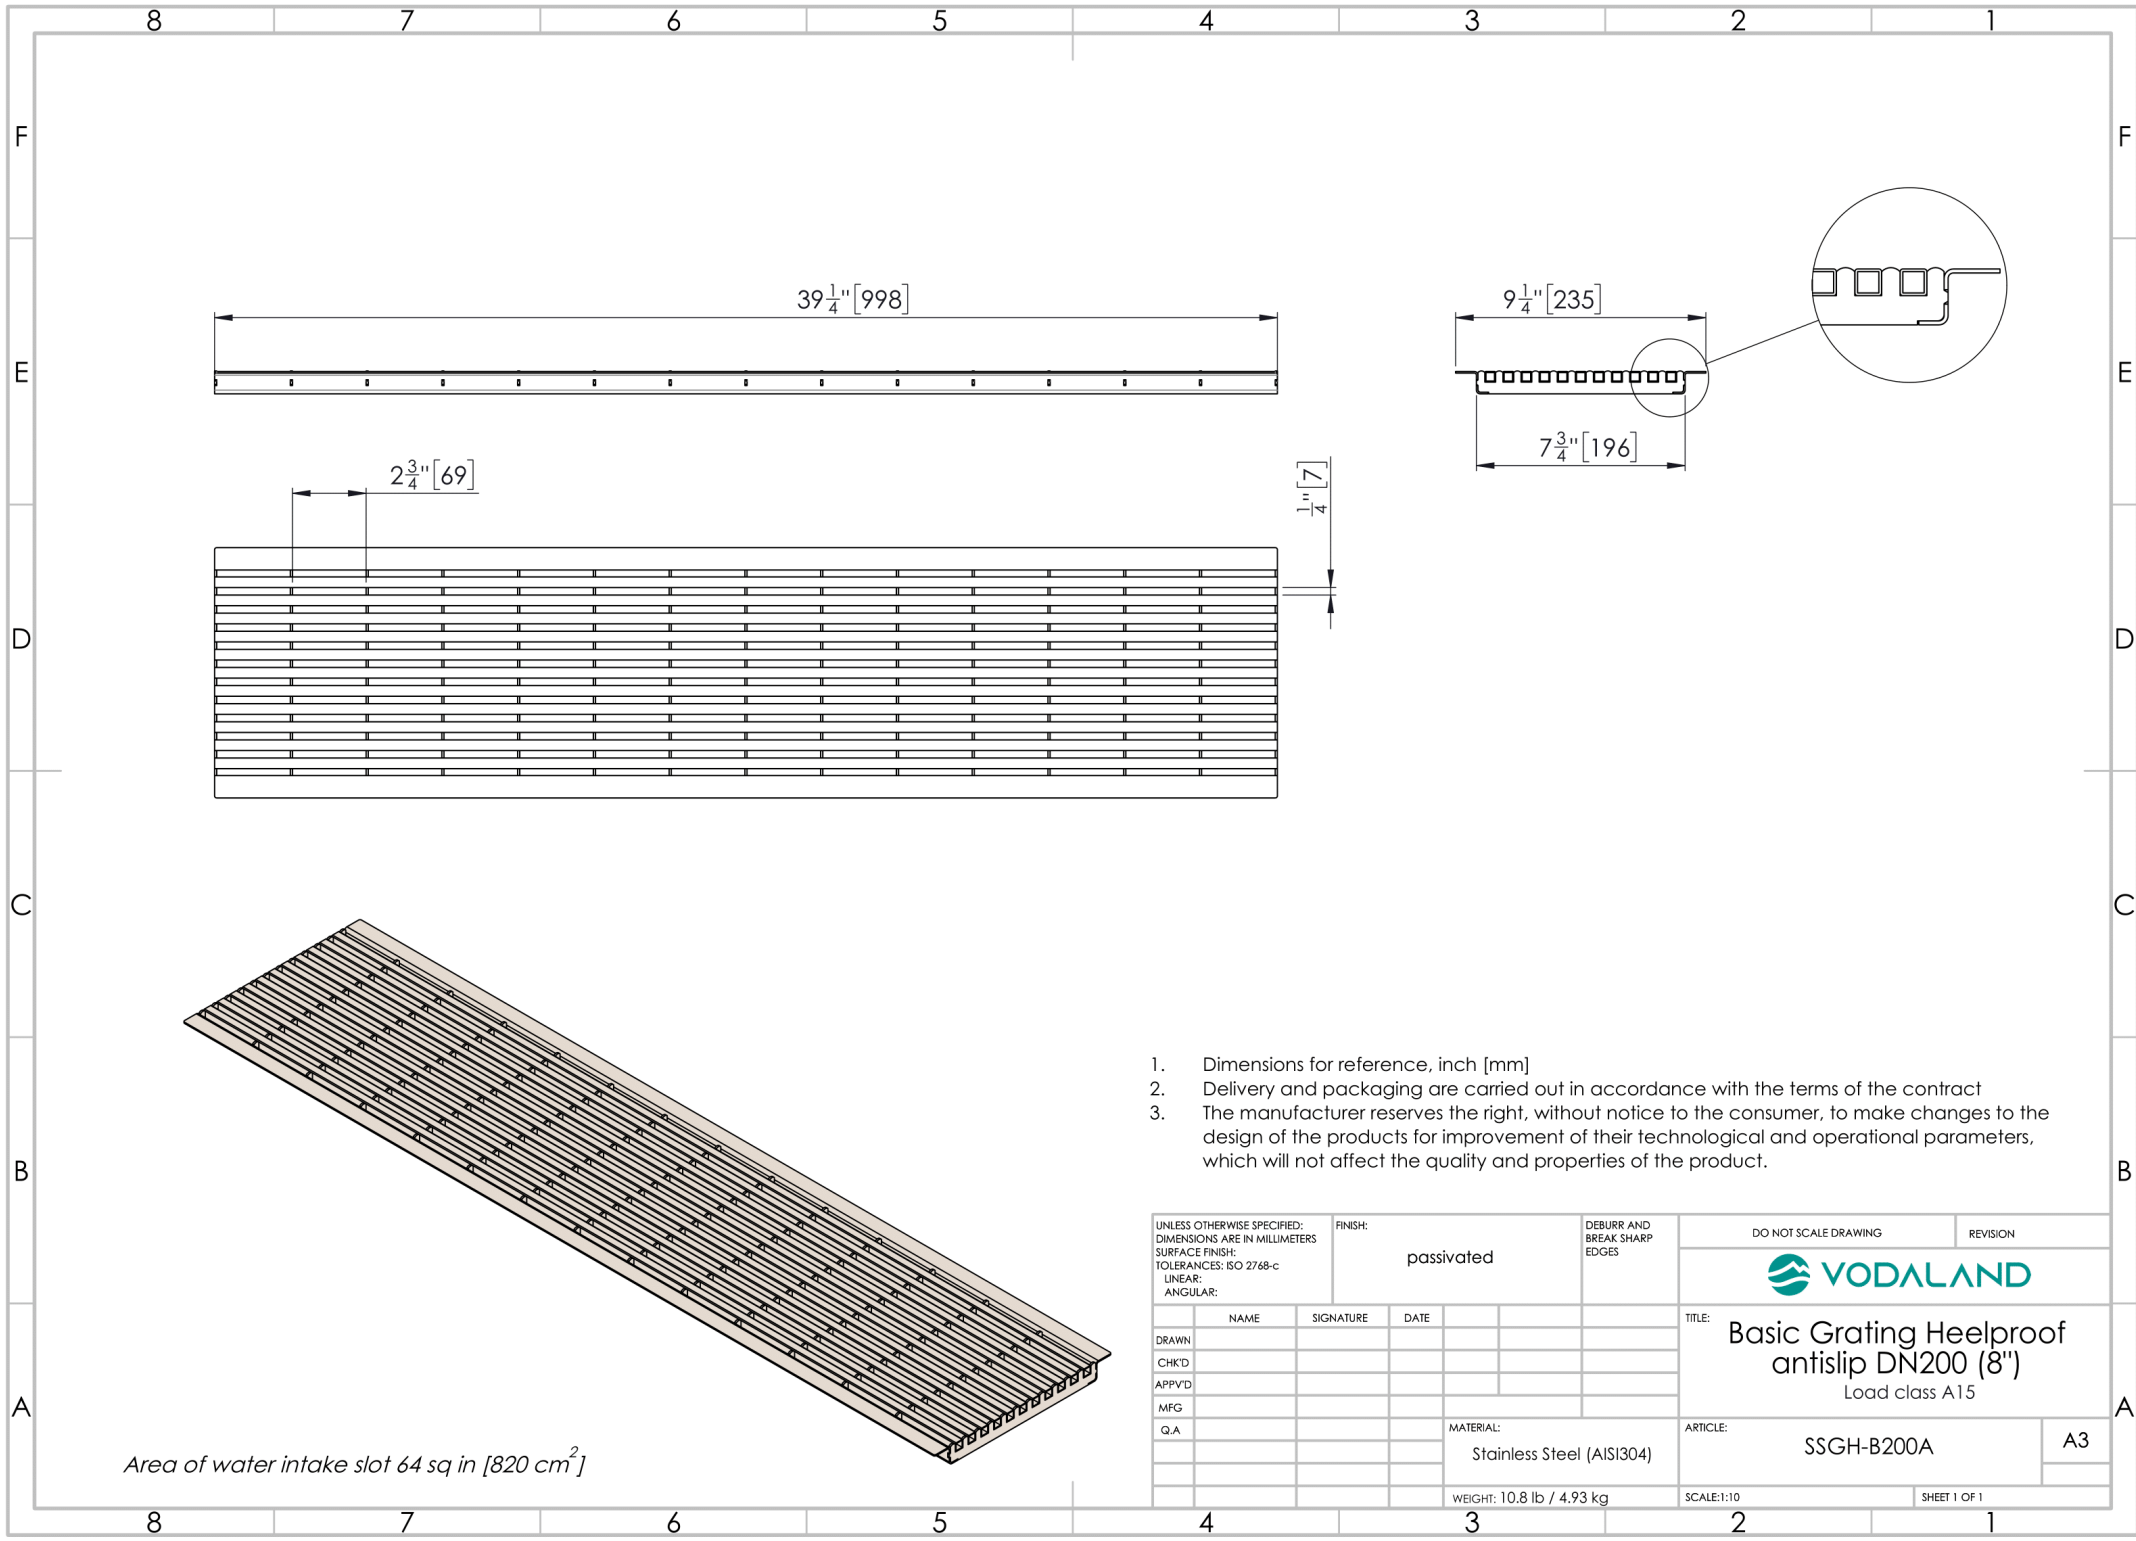 8 7 6 5 4 3 2 1
F F
39 1/4" [998]
9 1/4" [235]
E E
7 3/4" [196]
2 3/4" [69]
1/4" [7]
D D
C C
1. Dimensions for reference, inch [mm]
2. Delivery and packaging are carried out in accordance with the terms of the contract
3. The manufacturer reserves the right, without notice to the consumer, to make changes to the
design of the products for improvement of their technological and operational parameters,
which will not affect the quality and properties of the product.
B B
UNLESS OTHERWISE SPECIFIED:
DIMENSIONS ARE IN MILLIMETERS
SURFACE FINISH:
TOLERANCES: ISO 2768-c
LINEAR:
ANGULAR:
FINISH:
passivated
DEBURR AND
BREAK SHARP
EDGES
DO NOT SCALE DRAWING
REVISION
VODALAND
NAME SIGNATURE DATE
DRAWN
CHK'D
APPV'D
MFG
Q.A
TITLE:
Basic Grating Heelproof
antislip DN200 (8")
Load class A15
A A
MATERIAL:
Stainless Steel (AISI304)
ARTICLE:
SSGH-B200A
A3
WEIGHT: 10.8 lb / 4.93 kg
SCALE:1:10
SHEET 1 OF 1
Area of water intake slot 64 sq in [820 cm²]
8 7 6 5 4 3 2 1